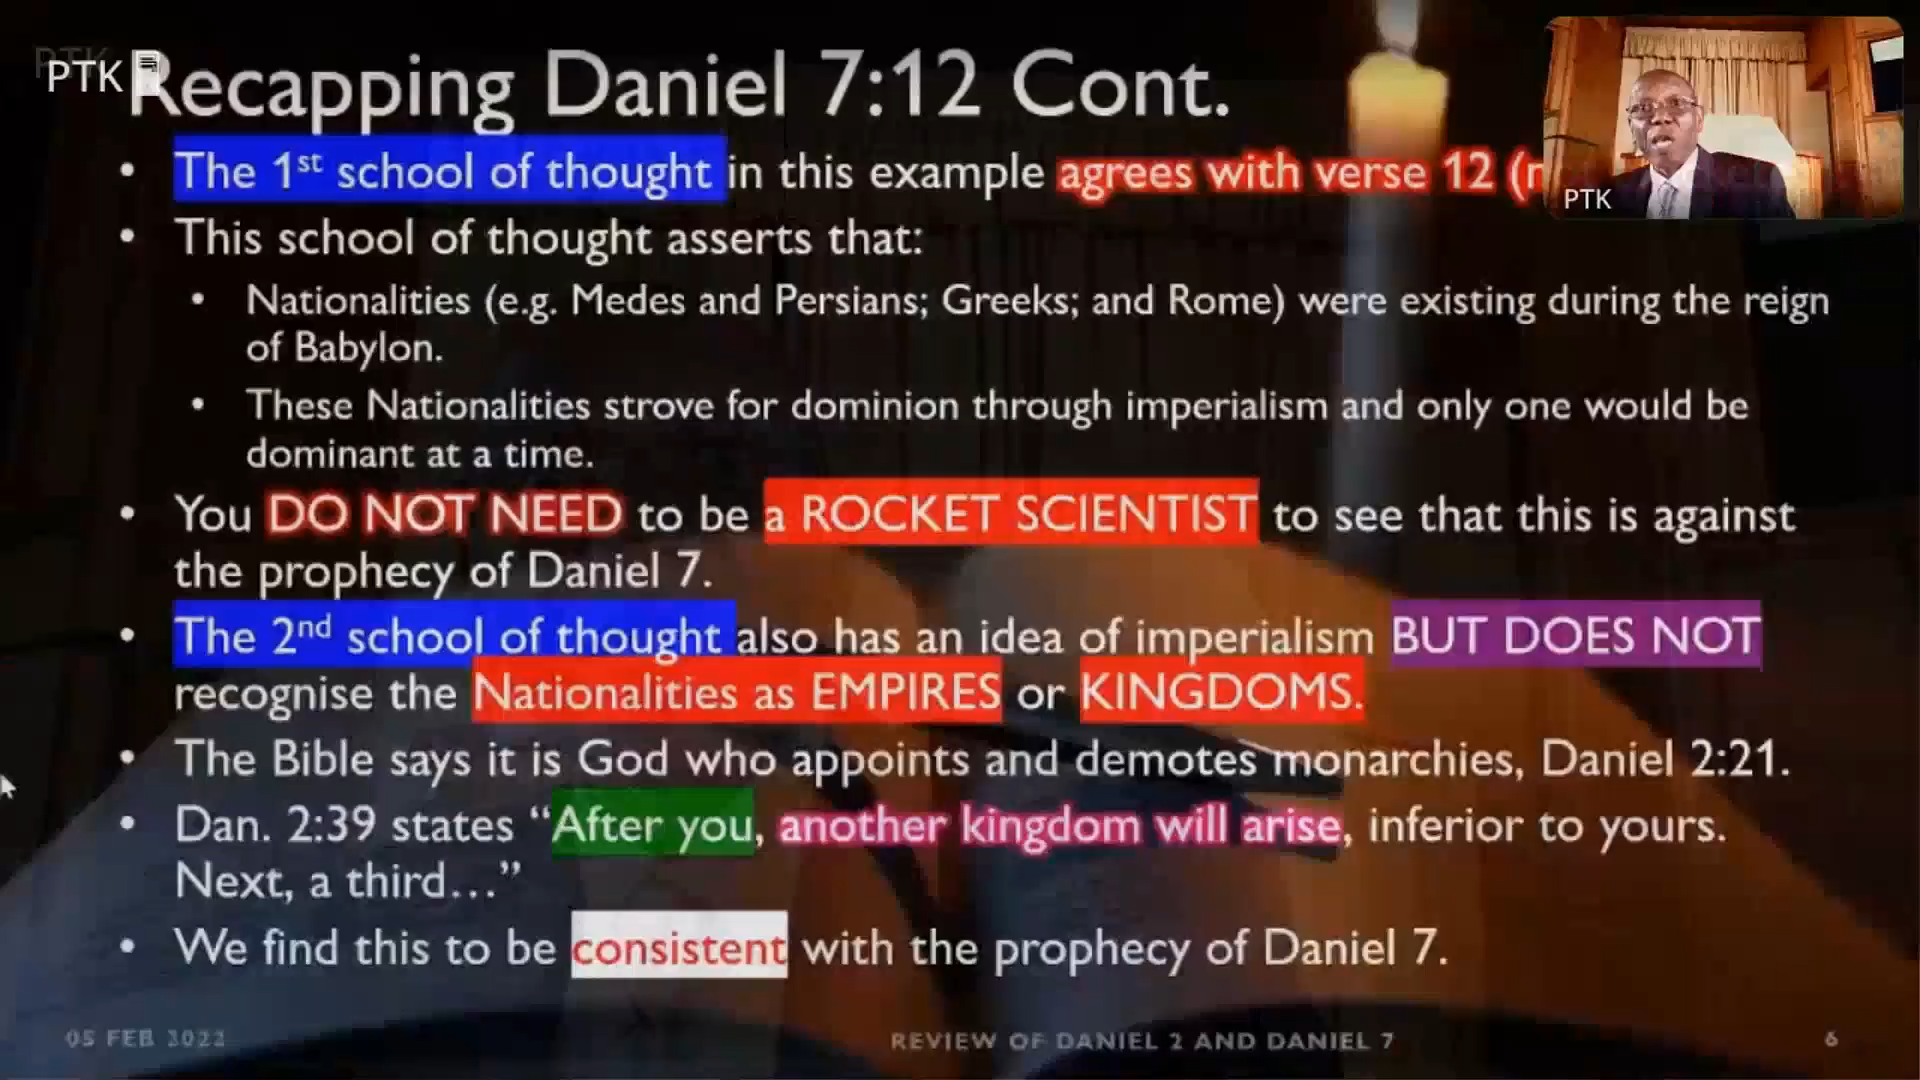 PTK
Recapping Daniel 7:12 Cont.
PTK
• The 1st school of thought in this example agrees with verse 12
• This school of thought asserts that:
• Nationalities (e.g. Medes and Persians; Greeks; and Rome) were existing during the reign
of Babylon.
• These Nationalities strove for dominion through imperialism and only one would be
dominant at a time.
• You DO NOT NEED to be a ROCKET SCIENTIST to see that this is against
the prophecy of Daniel 7.
• The 2nd school of thought also has an idea of imperialism BUT DOES NOT
recognise the Nationalities as EMPIRES or KINGDOMS.
• The Bible says it is God who appoints and demotes monarchies, Daniel 2:21.
• Dan. 2:39 states “After you, another kingdom will arise, inferior to yours.
Next, a third…”
• We find this to be consistent with the prophecy of Daniel 7.
05 FEB 2022
REVIEW OF DANIEL 2 AND DANIEL 7
6